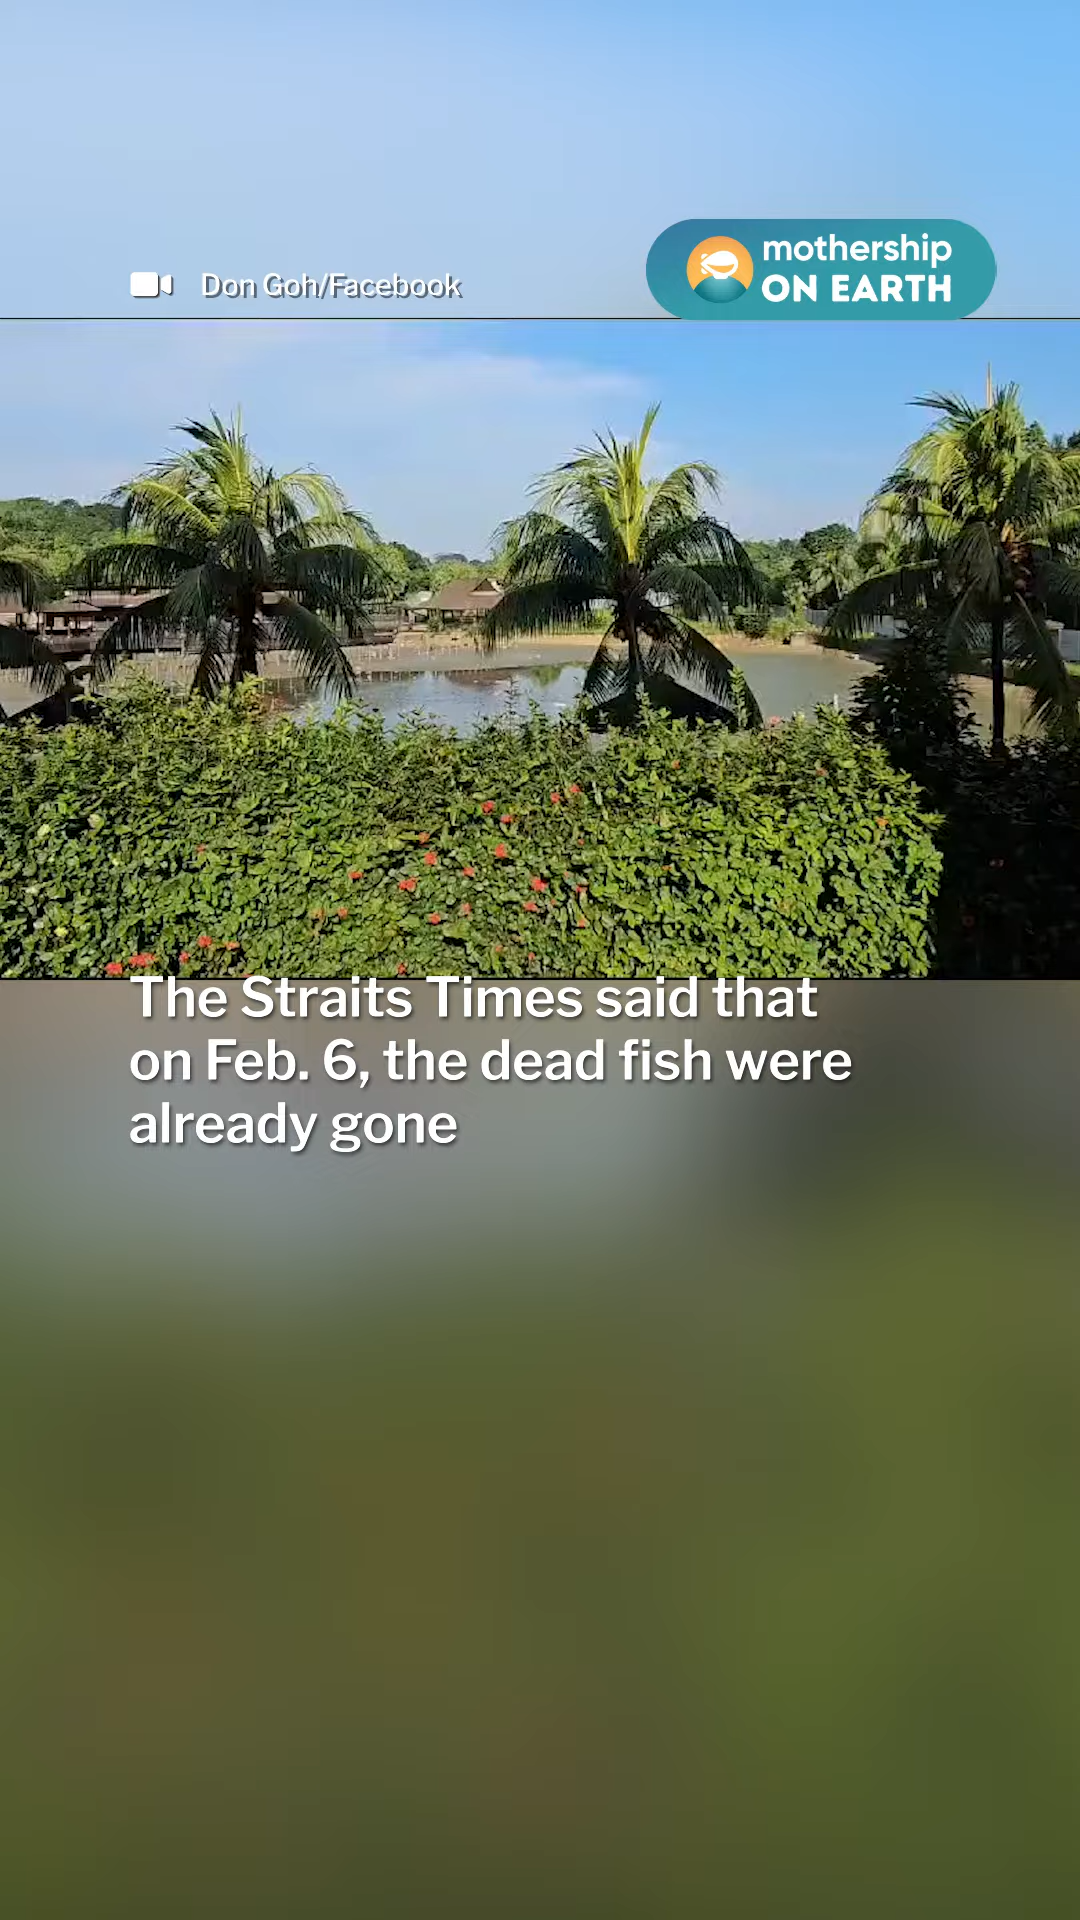 Don Goh/Facebook
mothership
ON EARTH
The Straits Times said that
on Feb. 6, the dead fish were
already gone